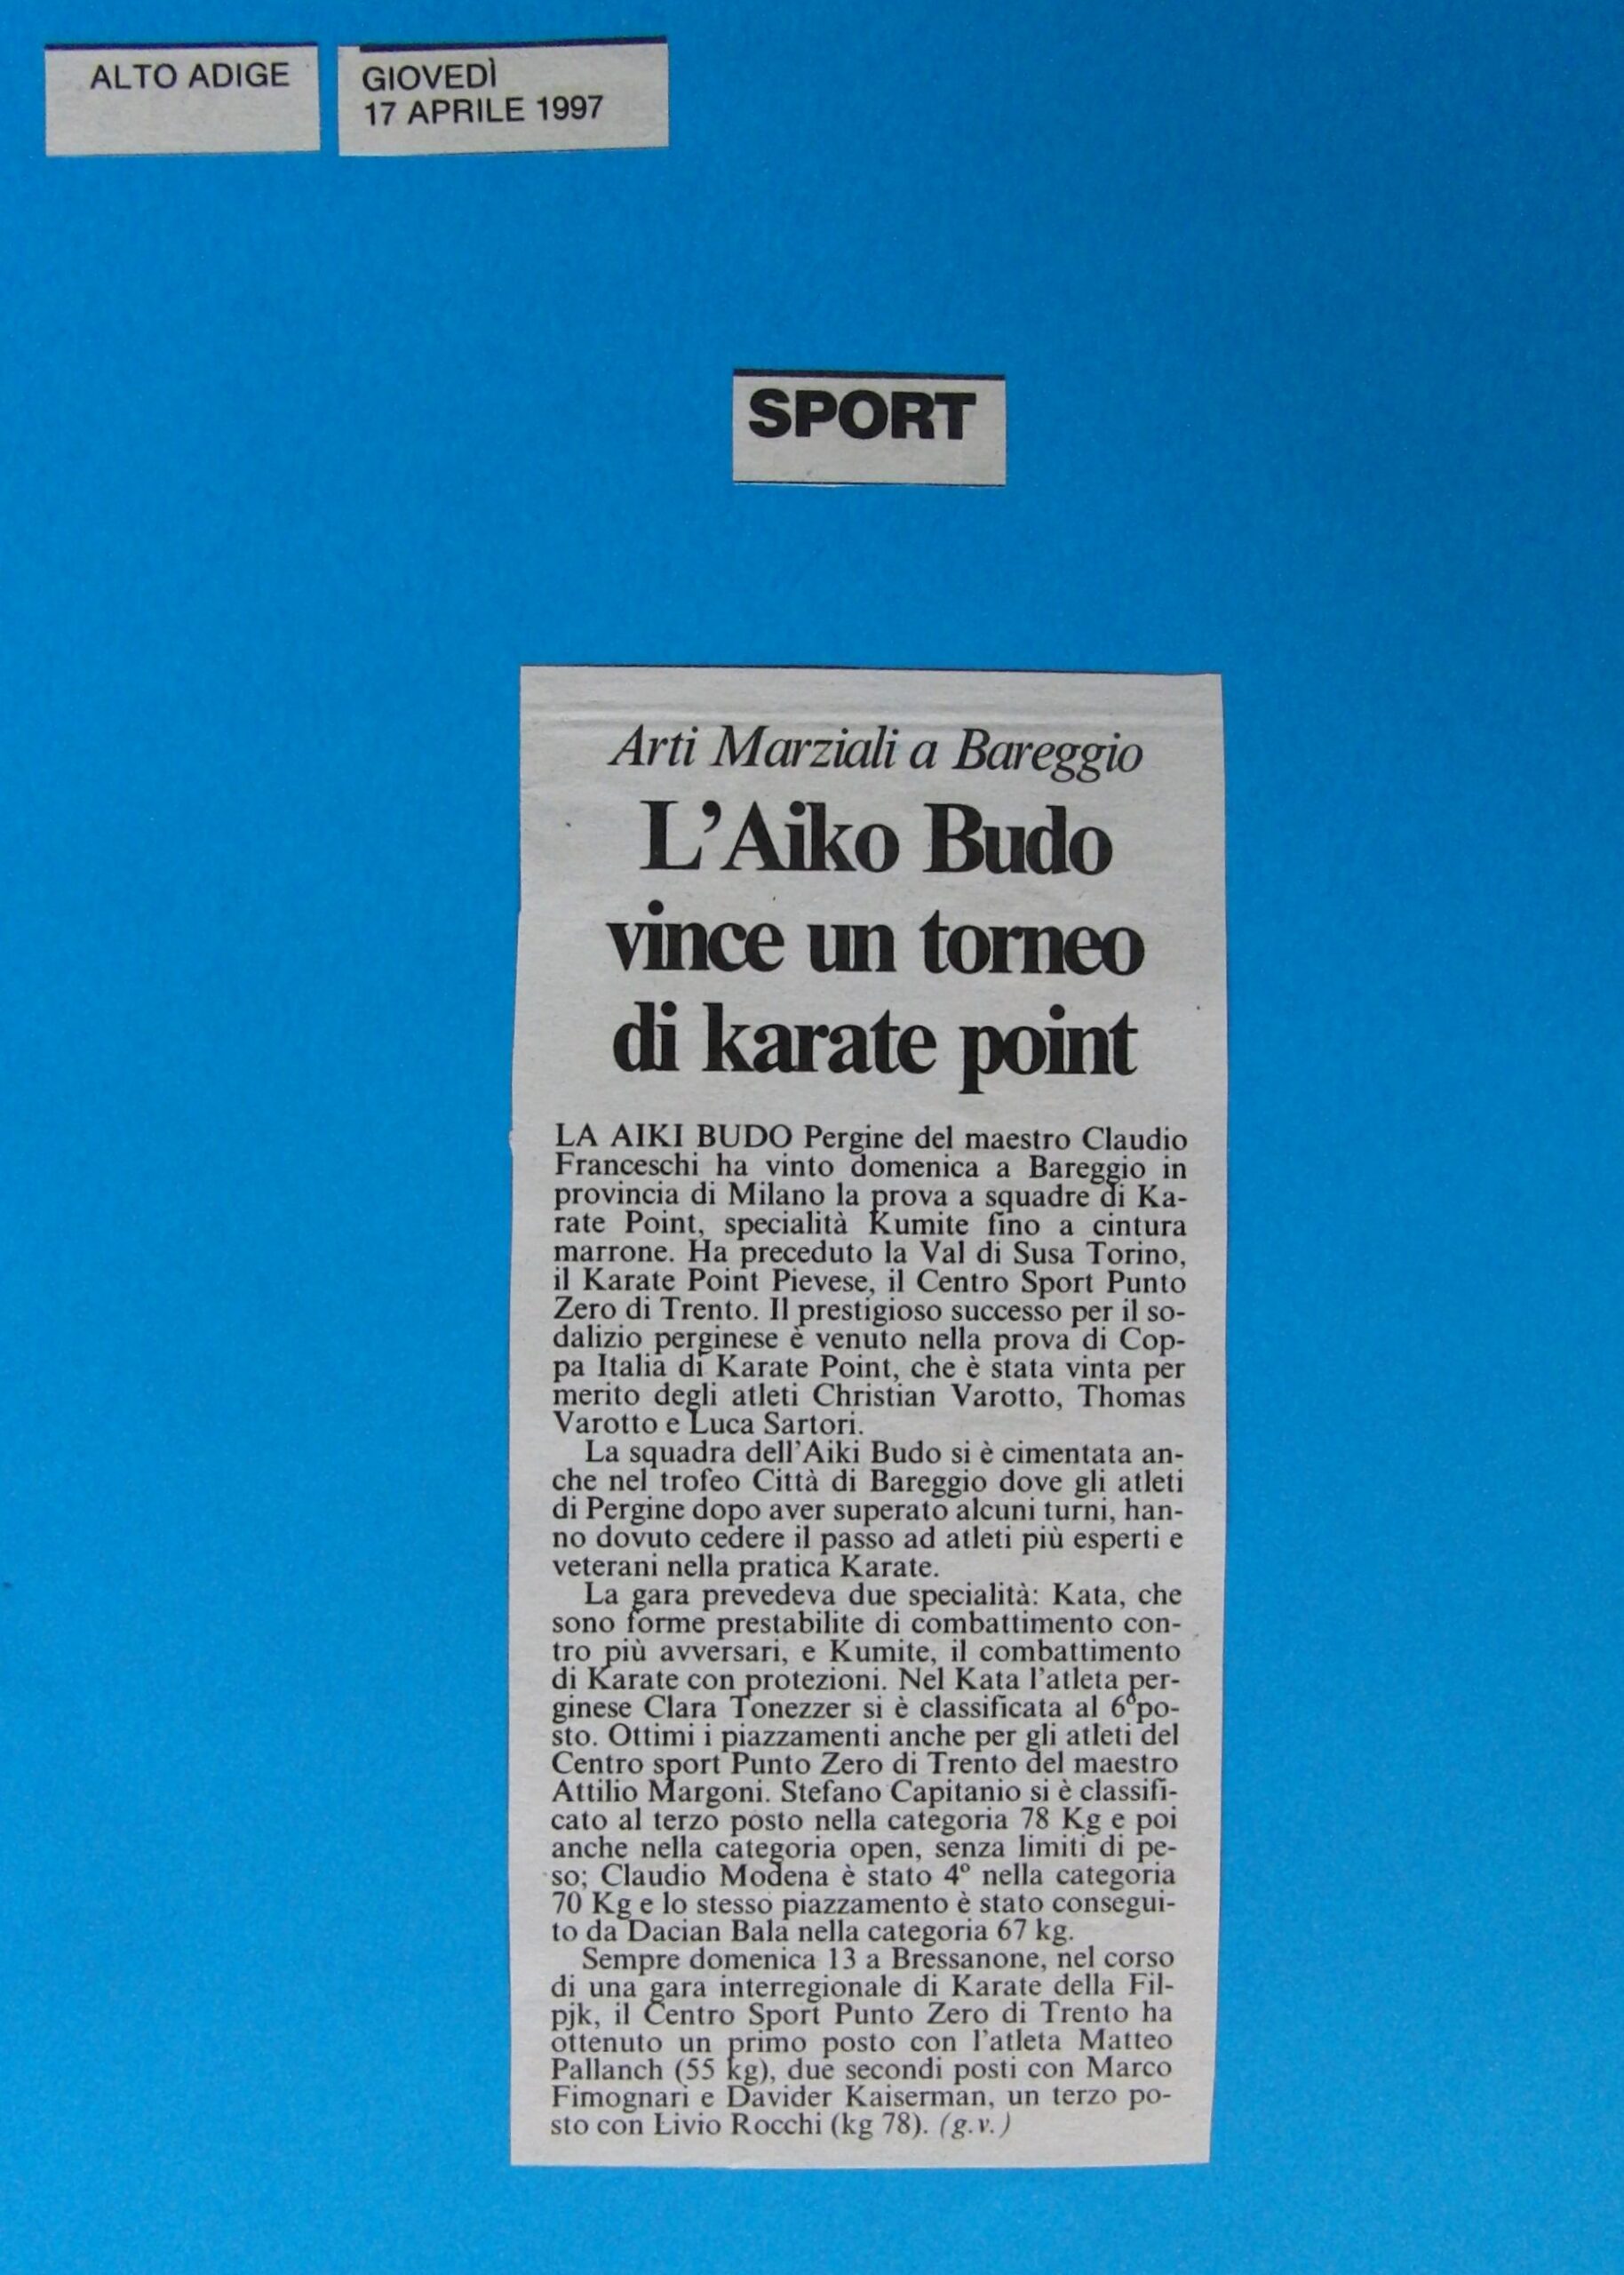 ALTO ADIGE
GIOVEDÌ
17 APRILE 1997
SPORT
Arti Marziali a Bareggio
L'Aiko Budo
vince un torneo
di karate point
LA AIKI BUDO Pergine del maestro Claudio
Franceschi ha vinto domenica a Bareggio in
provincia di Milano la prova a squadre di Ka-
rate Point, specialità Kumite fino a cintura
marrone. Ha preceduto la Val di Susa Torino,
il Karate Point Pievese, il Centro Sport Punto
Zero di Trento. Il prestigioso successo per il so-
dalizio perginese è venuto nella prova di Cop-
pa Italia di Karate Point, che è stata vinta per
merito degli atleti Christian Varotto, Thomas
Varotto e Luca Sartori.
La squadra dell'Aiki Budo si è cimentata an-
che nel trofeo Città di Bareggio dove gli atleti
di Pergine dopo aver superato alcuni turni, han-
no dovuto cedere il passo ad atleti più esperti e
veterani nella pratica Karate.
La gara prevedeva due specialità: Kata, che
sono forme prestabilite di combattimento con-
tro più avversari, e Kumite, il combattimento
di Karate con protezioni. Nel Kata l'atleta per-
ginese Clara Tonezzer si è classificata al 6°po-
sto. Ottimi i piazzamenti anche per gli atleti del
Centro sport Punto Zero di Trento del maestro
Attilio Margoni. Stefano Capitanio si è classifi-
cato al terzo posto nella categoria 78 Kg e poi
anche nella categoria open, senza limiti di pe-
so; Claudio Modena è stato 4° nella categoria
70 Kg e lo stesso piazzamento è stato consegui-
to da Dacian Bala nella categoria 67 kg.
Sempre domenica 13 a Bressanone, nel corso
di una gara interregionale di Karate della Fil-
pjk, il Centro Sport Punto Zero di Trento ha
ottenuto un primo posto con l'atleta Matteo
Pallanch (55 kg), due secondi posti con Marco
Fimognari e Davider Kaiserman, un terzo po-
sto con Livio Rocchi (kg 78). (g.v.)